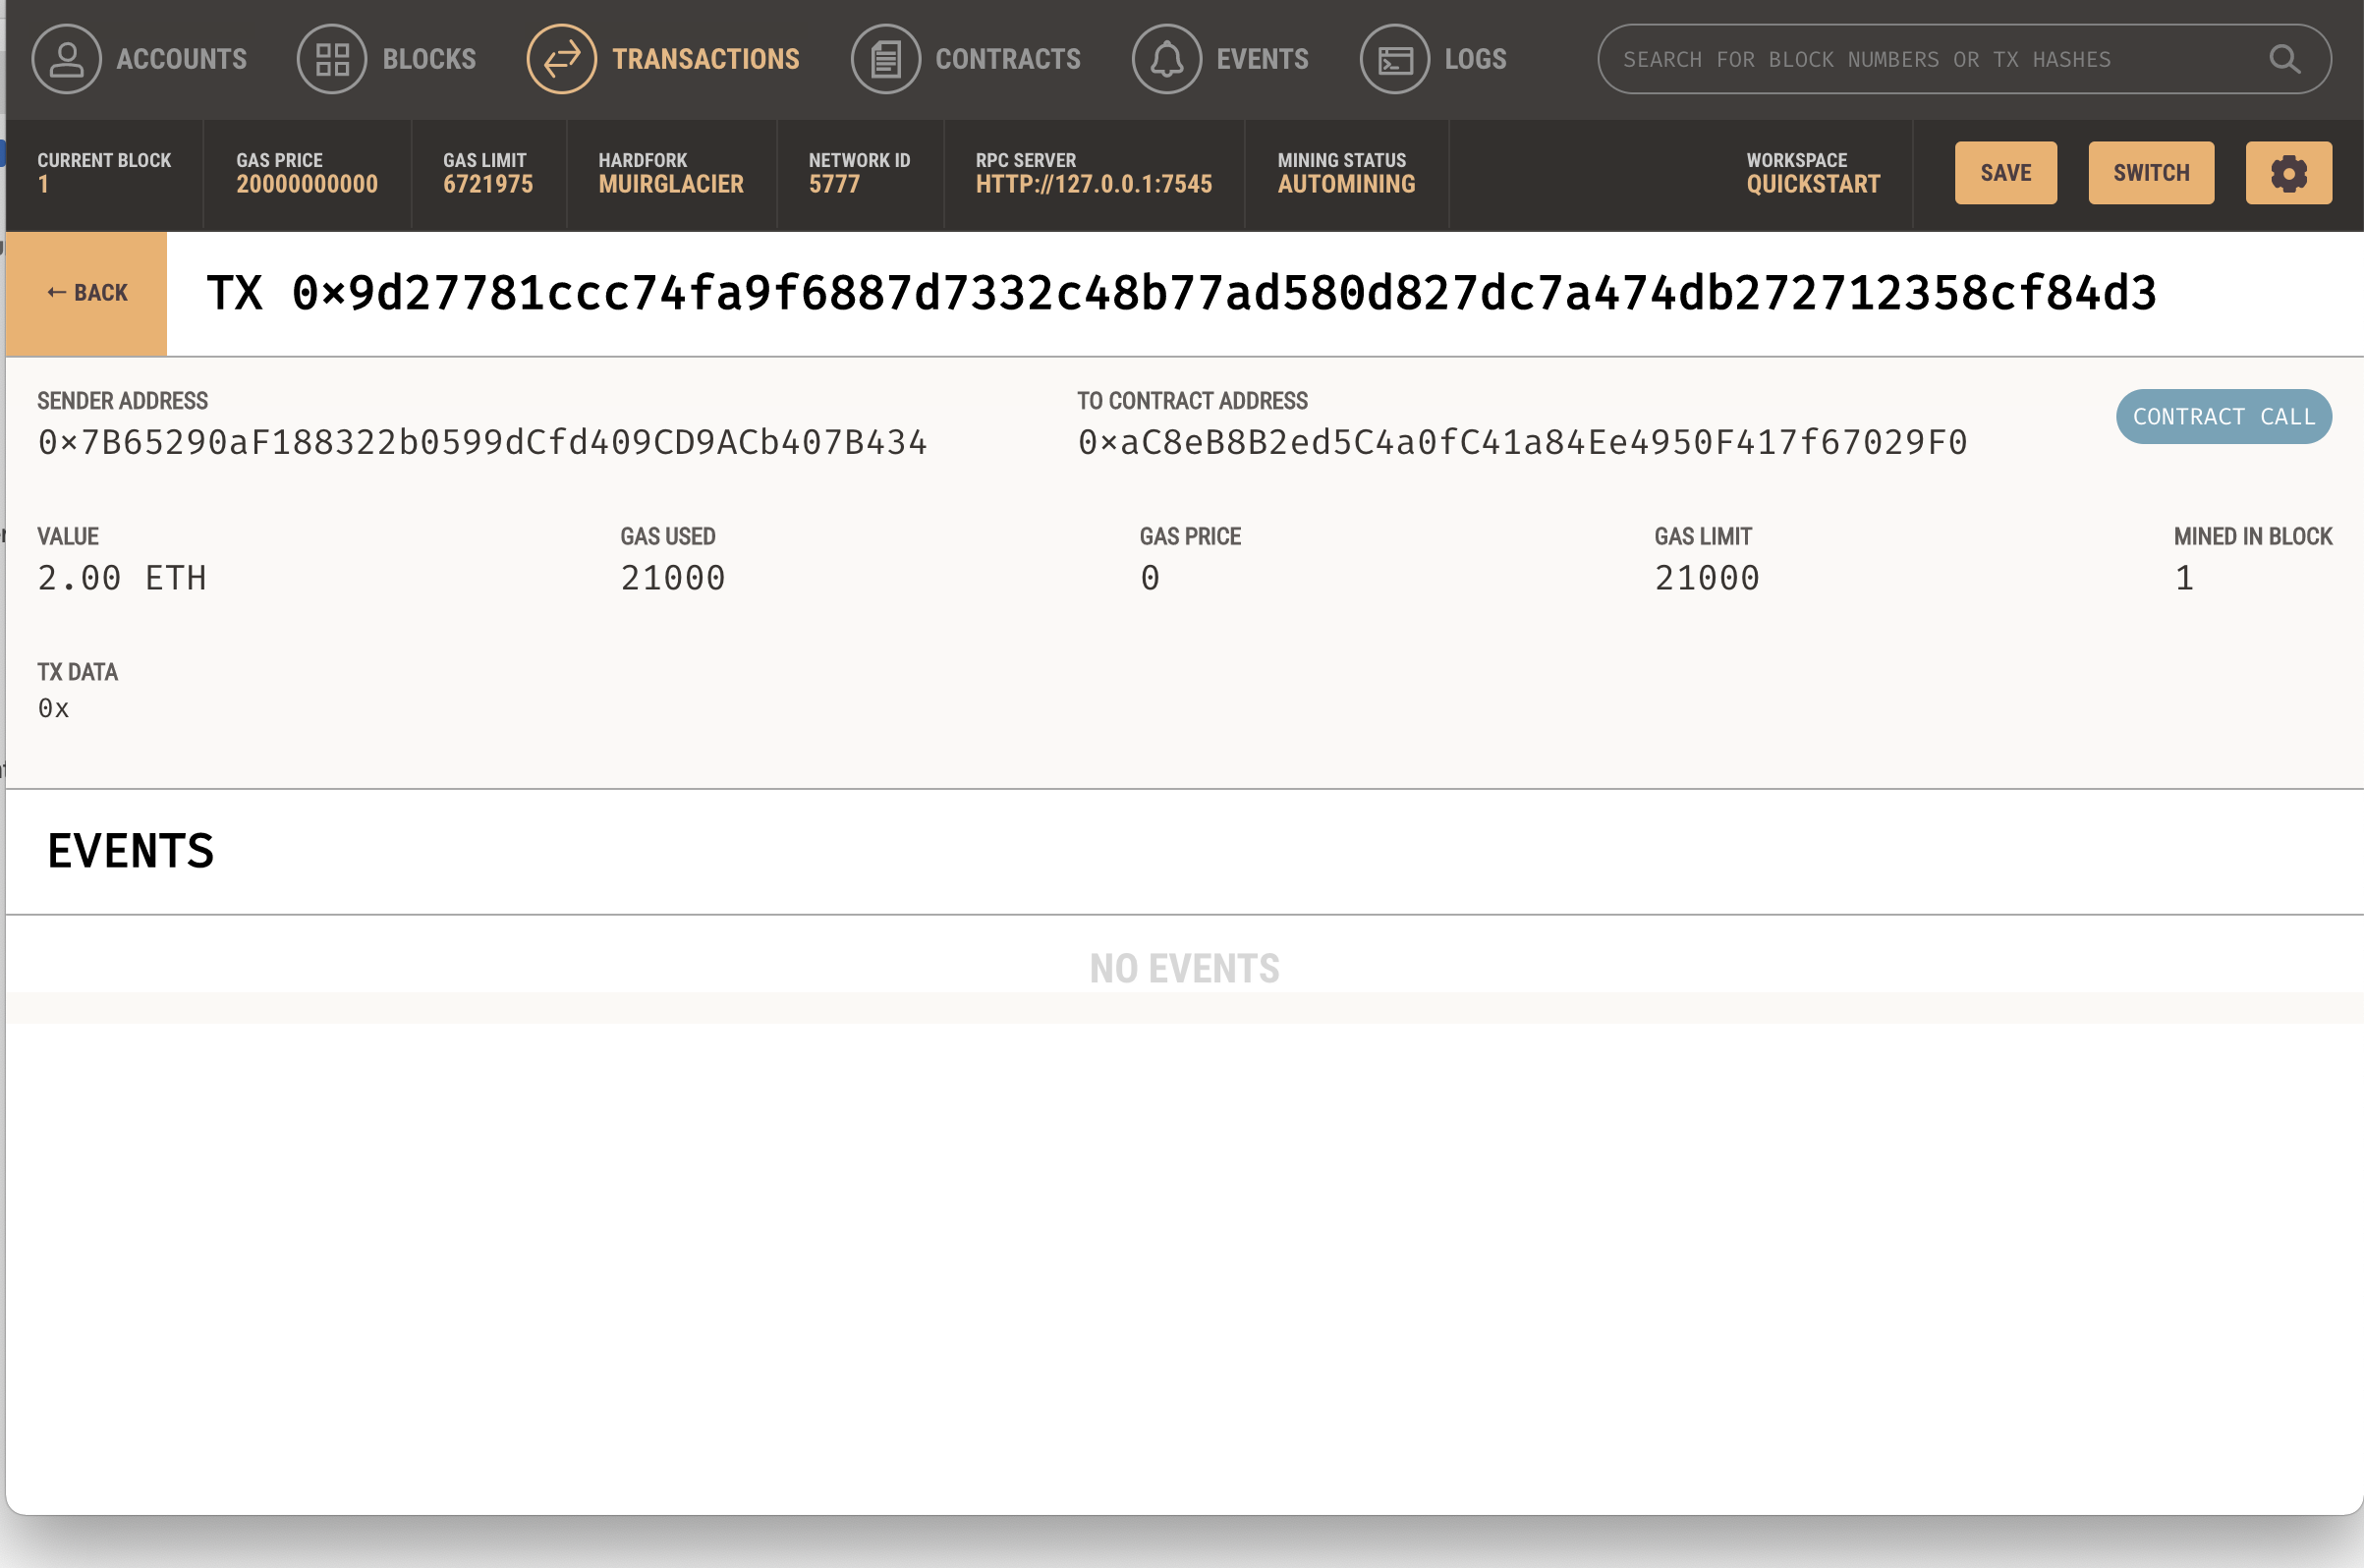 ACCOUNTS BLOCKS TRANSACTIONS CONTRACTS EVENTS LOGS SEARCH FOR BLOCK NUMBERS OR TX HASHES
CURRENT BLOCK GAS PRICE GAS LIMIT HARDFORK NETWORK ID RPC SERVER MINING STATUS WORKSPACE
1 20000000000 6721975 MUIRGLACIER 5777 HTTP://127.0.0.1:7545 AUTOMINING QUICKSTART
SAVE SWITCH
← BACK TX 0×9d27781ccc74fa9f6887d7332c48b77ad580d827dc7a474db272712358cf84d3
SENDER ADDRESS TO CONTRACT ADDRESS
0×7B65290aF188322b0599dCfd409CD9ACb407B434 0×aC8eB8B2ed5C4a0fC41a84Ee4950F417f67029F0 CONTRACT CALL
VALUE GAS USED GAS PRICE GAS LIMIT MINED IN BLOCK
2.00 ETH 21000 0 21000 1
TX DATA
0x
EVENTS
NO EVENTS